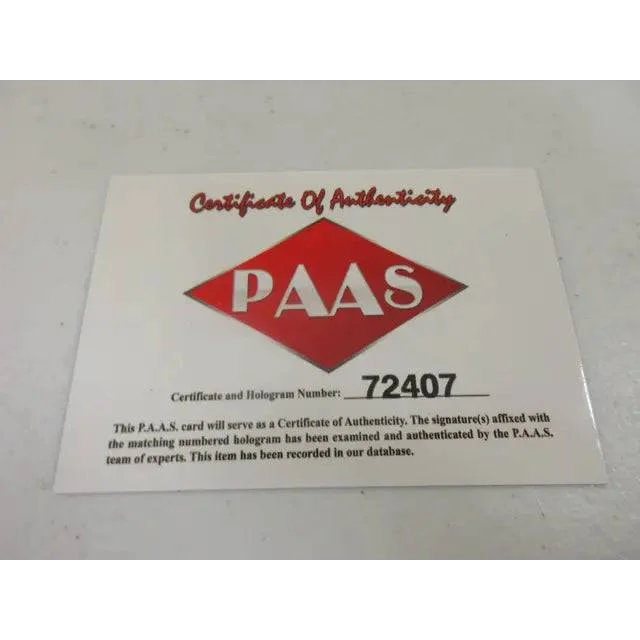 Certificate Of Authenticity
PAAS
Certificate and Hologram Number: 72407
This P.A.A.S. card will serve as a Certificate of Authenticity. The signature(s) affixed with
the matching numbered hologram has been examined and authenticated by the P.A.A.S.
team of experts. This item has been recorded in our database.